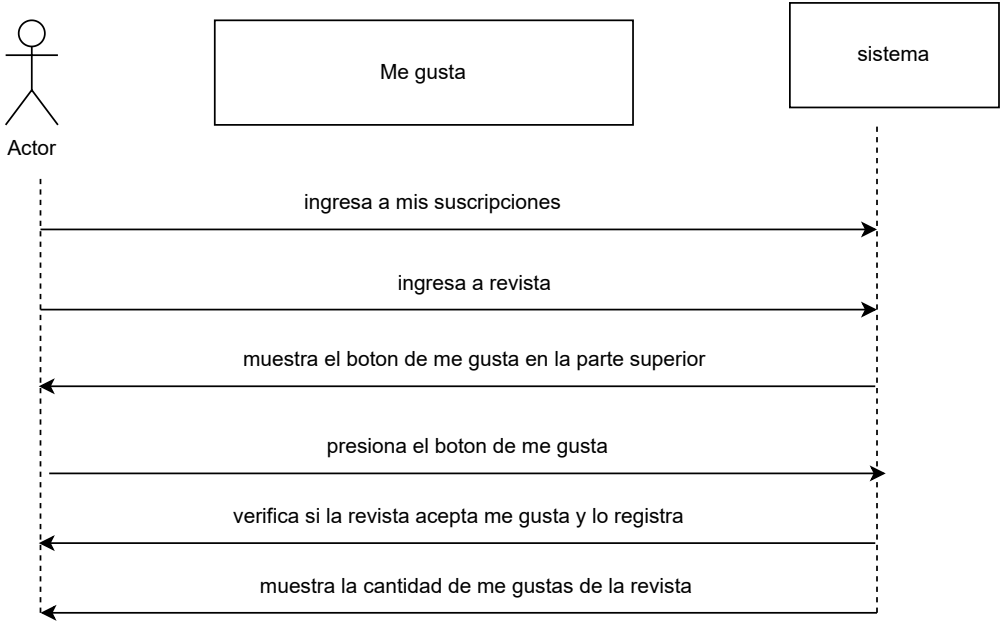 Me gusta
sistema
Actor
ingresa a mis suscripciones
ingresa a revista
muestra el boton de me gusta en la parte superior
presiona el boton de me gusta
verifica si la revista acepta me gusta y lo registra
muestra la cantidad de me gustas de la revista